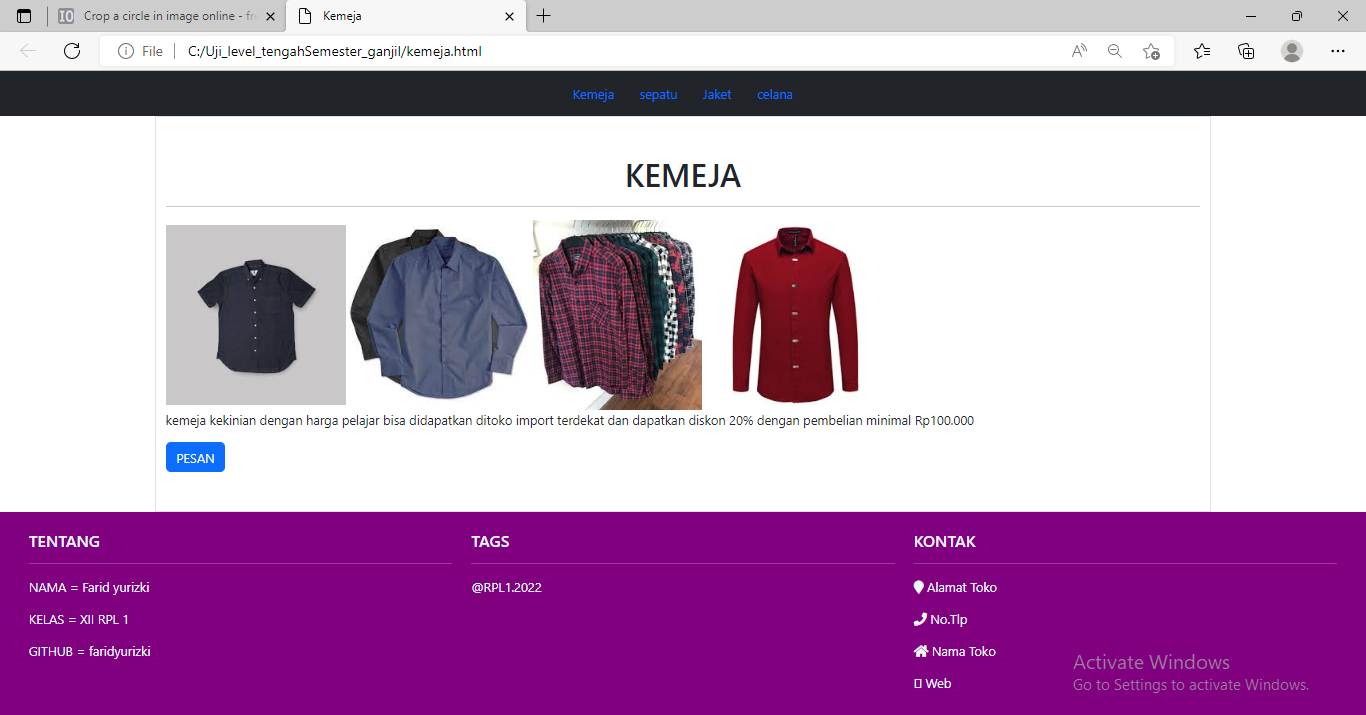 Crop a circle in image online - fre
Kemeja
File
C:/Uji_level_tengahSemester_ganjil/kemeja.html
Kemeja sepatu Jaket celana
KEMEJA
kemeja kekinian dengan harga pelajar bisa didapatkan ditoko import terdekat dan dapatkan diskon 20% dengan pembelian minimal Rp100.000
PESAN
TENTANG
NAMA = Farid yurizki
KELAS = XII RPL 1
GITHUB = faridyurizki
TAGS
@RPL1.2022
KONTAK
Alamat Toko
No.Tlp
Nama Toko
Web
Activate Windows
Go to Settings to activate Windows.